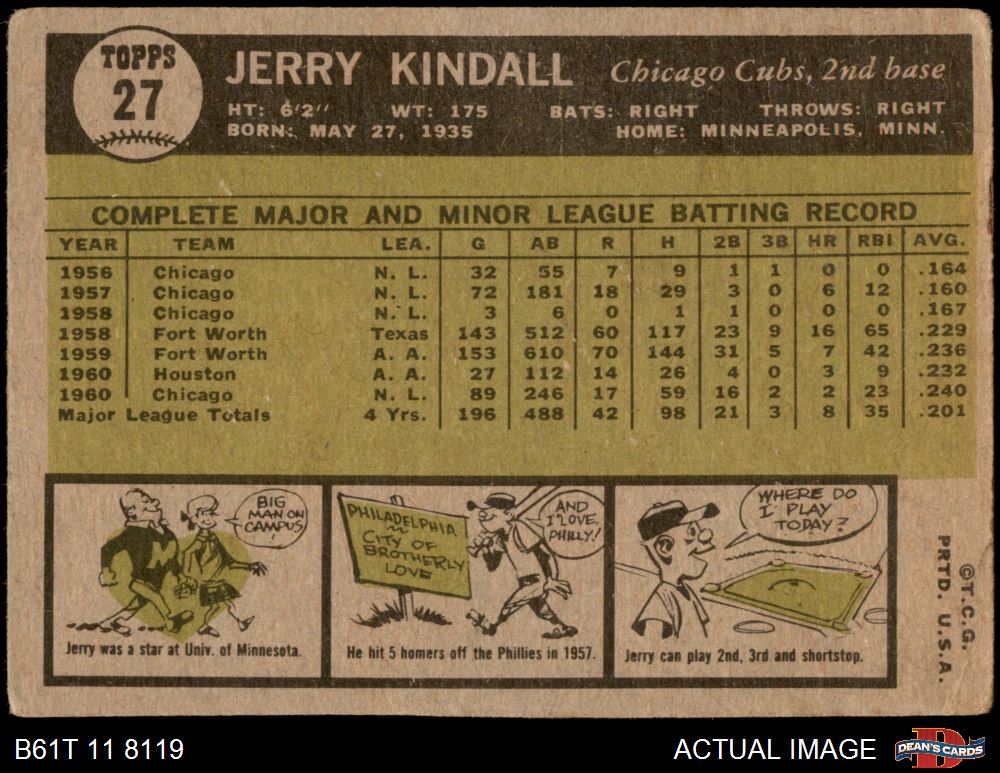 TOPPS
27
JERRY KINDALL Chicago Cubs, 2nd base
HT: 6'2" WT: 175 BATS: RIGHT THROWS: RIGHT
BORN: MAY 27, 1935 HOME: MINNEAPOLIS, MINN.
COMPLETE MAJOR AND MINOR LEAGUE BATTING RECORD
YEAR TEAM LEA. G AB R H 2B 3B HR RBI AVG.
1956 Chicago N. L. 32 55 7 9 1 1 0 0 .164
1957 Chicago N. L. 72 181 18 29 3 0 6 12 .160
1958 Chicago N. L. 3 6 0 1 1 0 0 0 .167
1958 Fort Worth Texas 143 512 60 117 23 9 16 65 .229
1959 Fort Worth A. A. 153 610 70 144 31 5 7 42 .236
1960 Houston A. A. 27 112 14 26 4 0 3 9 .232
1960 Chicago N. L. 89 246 17 59 16 2 2 23 .240
Major League Totals 4 Yrs. 196 488 42 98 21 3 8 35 .201
BIG
MAN ON
CAMPUS!
M
Jerry was a star at Univ. of Minnesota.
PHILADELPHIA
CITY OF
BROTHERLY
LOVE
AND
I LOVE
PHILLY!
He hit 5 homers off the Phillies in 1957.
WHERE DO
I PLAY
TODAY?
Jerry can play 2nd, 3rd and shortstop.
©T.C.G.
PRTD. U.S.A.
B61T 11 8119 ACTUAL IMAGE
D
DEAN'S CARDS